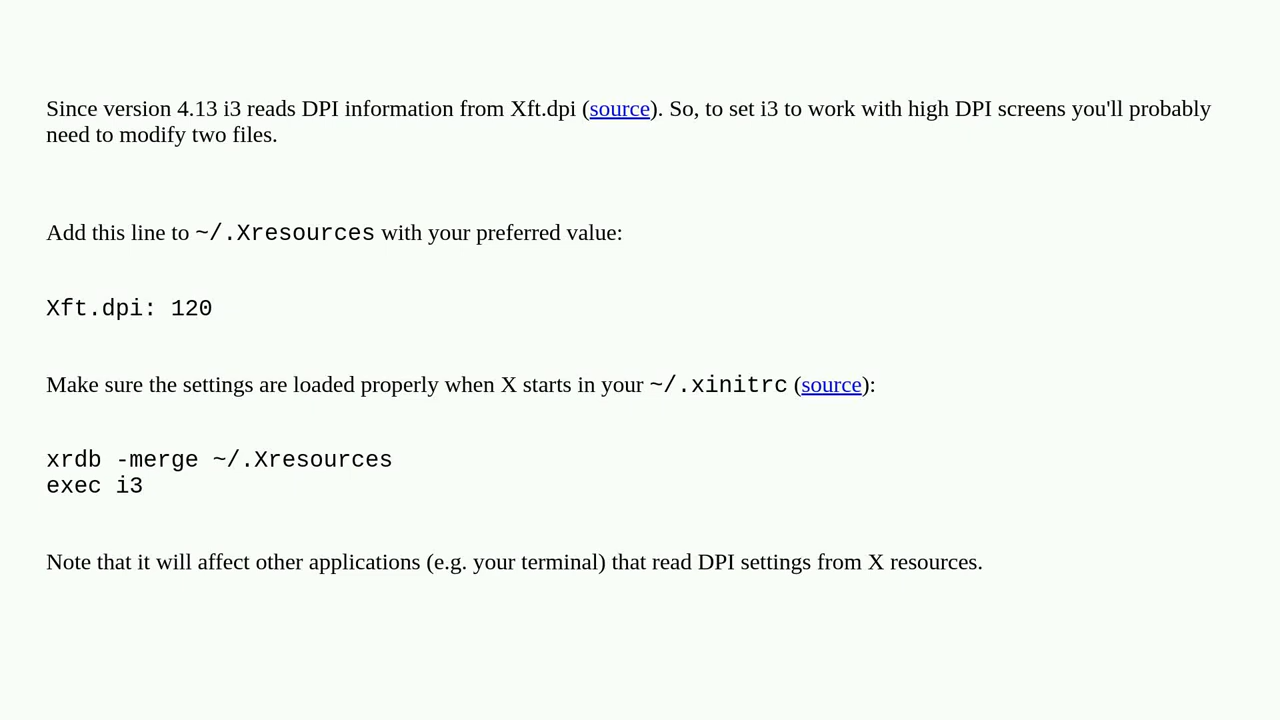 Since version 4.13 i3 reads DPI information from Xft.dpi (source). So, to set i3 to work with high DPI screens you'll probably
need to modify two files.
Add this line to ~/.Xresources with your preferred value:
Xft.dpi: 120
Make sure the settings are loaded properly when X starts in your ~/.xinitrc (source):
xrdb -merge ~/.Xresources
exec i3
Note that it will affect other applications (e.g. your terminal) that read DPI settings from X resources.